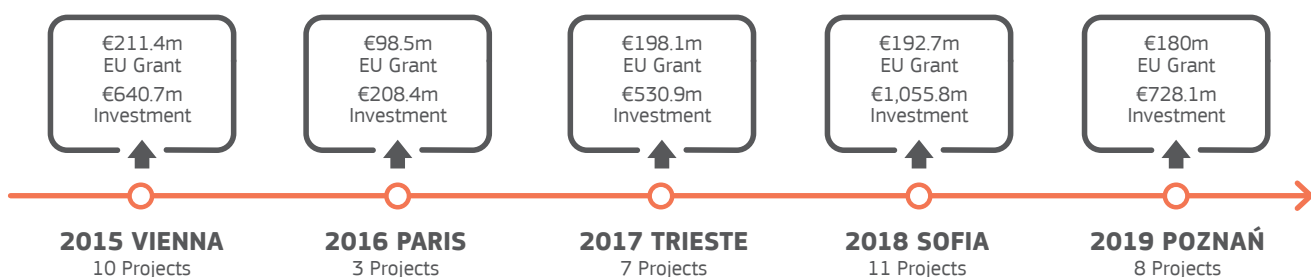 €211.4m
EU Grant
€640.7m
Investment
€98.5m
EU Grant
€208.4m
Investment
€198.1m
EU Grant
€530.9m
Investment
€192.7m
EU Grant
€1,055.8m
Investment
€180m
EU Grant
€728.1m
Investment
2015 VIENNA
10 Projects
2016 PARIS
3 Projects
2017 TRIESTE
7 Projects
2018 SOFIA
11 Projects
2019 POZNAŃ
8 Projects